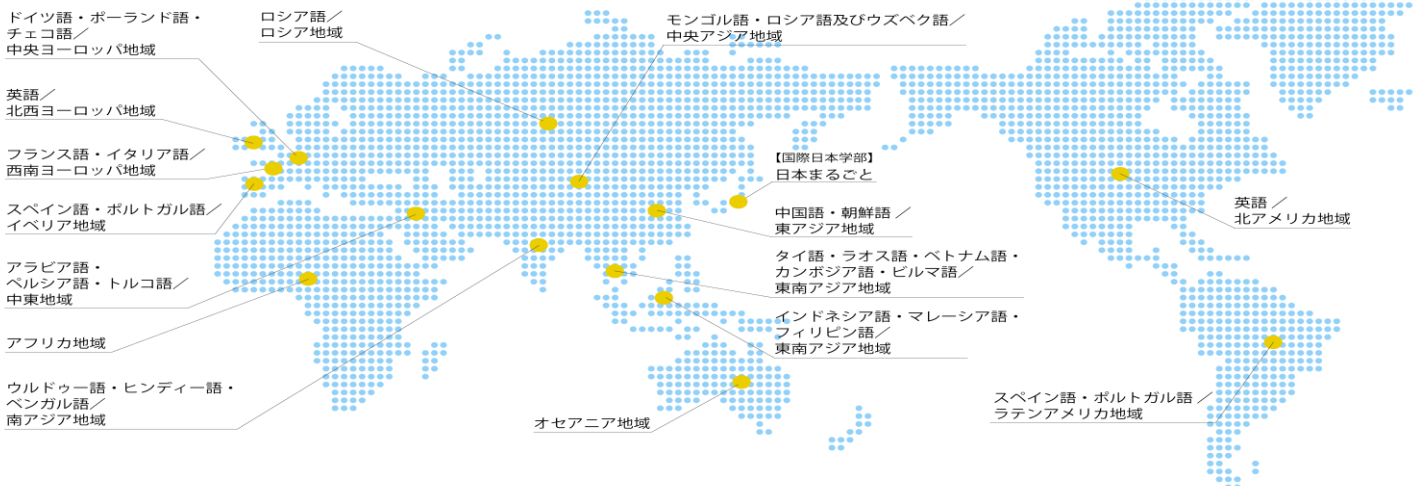 ドイツ語・ポーランド語・
チェコ語／
中央ヨーロッパ地域
ロシア語／
ロシア地域
モンゴル語・ロシア語及びウズベク語／
中央アジア地域
英語／
北西ヨーロッパ地域
フランス語・イタリア語／
西南ヨーロッパ地域
スペイン語・ポルトガル語／
イベリア地域
アラビア語・
ペルシア語・トルコ語／
中東地域
アフリカ地域
ウルドゥー語・ヒンディー語・
ベンガル語／
南アジア地域
【国際日本学部】
日本まるごと
中国語・朝鮮語／
東アジア地域
タイ語・ラオス語・ベトナム語・
カンボジア語・ビルマ語／
東南アジア地域
インドネシア語・マレーシア語・
フィリピン語／
東南アジア地域
オセアニア地域
英語／
北アメリカ地域
スペイン語・ポルトガル語／
ラテンアメリカ地域